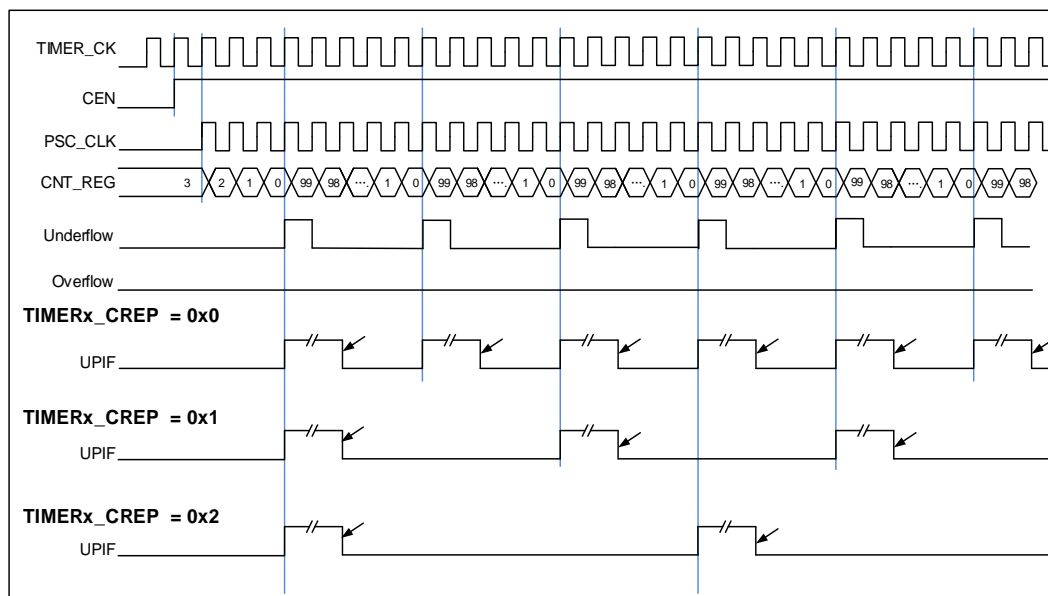 TIMER_CK
CEN
PSC_CLK
CNT_REG 3 2 1 0 99 98 .... 1 0 99 98 .... 1 0 99 98 .... 1 0 99 98 .... 1 0 99 98 .... 1 0 99 98
Underflow
Overflow
TIMERx_CREP = 0x0
UPIF
TIMERx_CREP = 0x1
UPIF
TIMERx_CREP = 0x2
UPIF